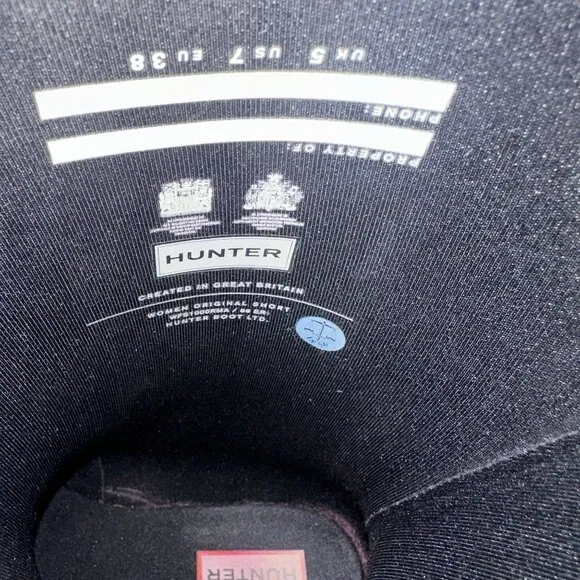 UK 5 US 7 EU 38
PHONE:
PROPERTY OF:
HUNTER
CREATED IN GREAT BRITAIN
WOMEN ORIGINAL SHORT
HUNTER BOOT LTD.
HUNTER